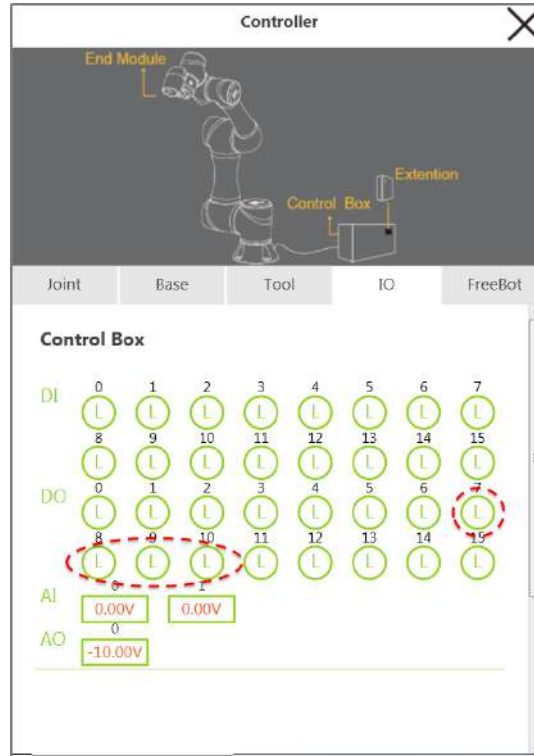 Controller
End Module
Extention
Control Box
Joint Base Tool IO FreeBot
Control Box
DI 0 1 2 3 4 5 6 7
L L L L L L L L
8 9 10 11 12 13 14 15
L L L L L L L L
DO 0 1 2 3 4 5 6 7
L L L L L L L L
8 9 10 11 12 13 14 15
L L L L L L L L
AI 0 1
0.00V 0.00V
AO 0
-10.00V